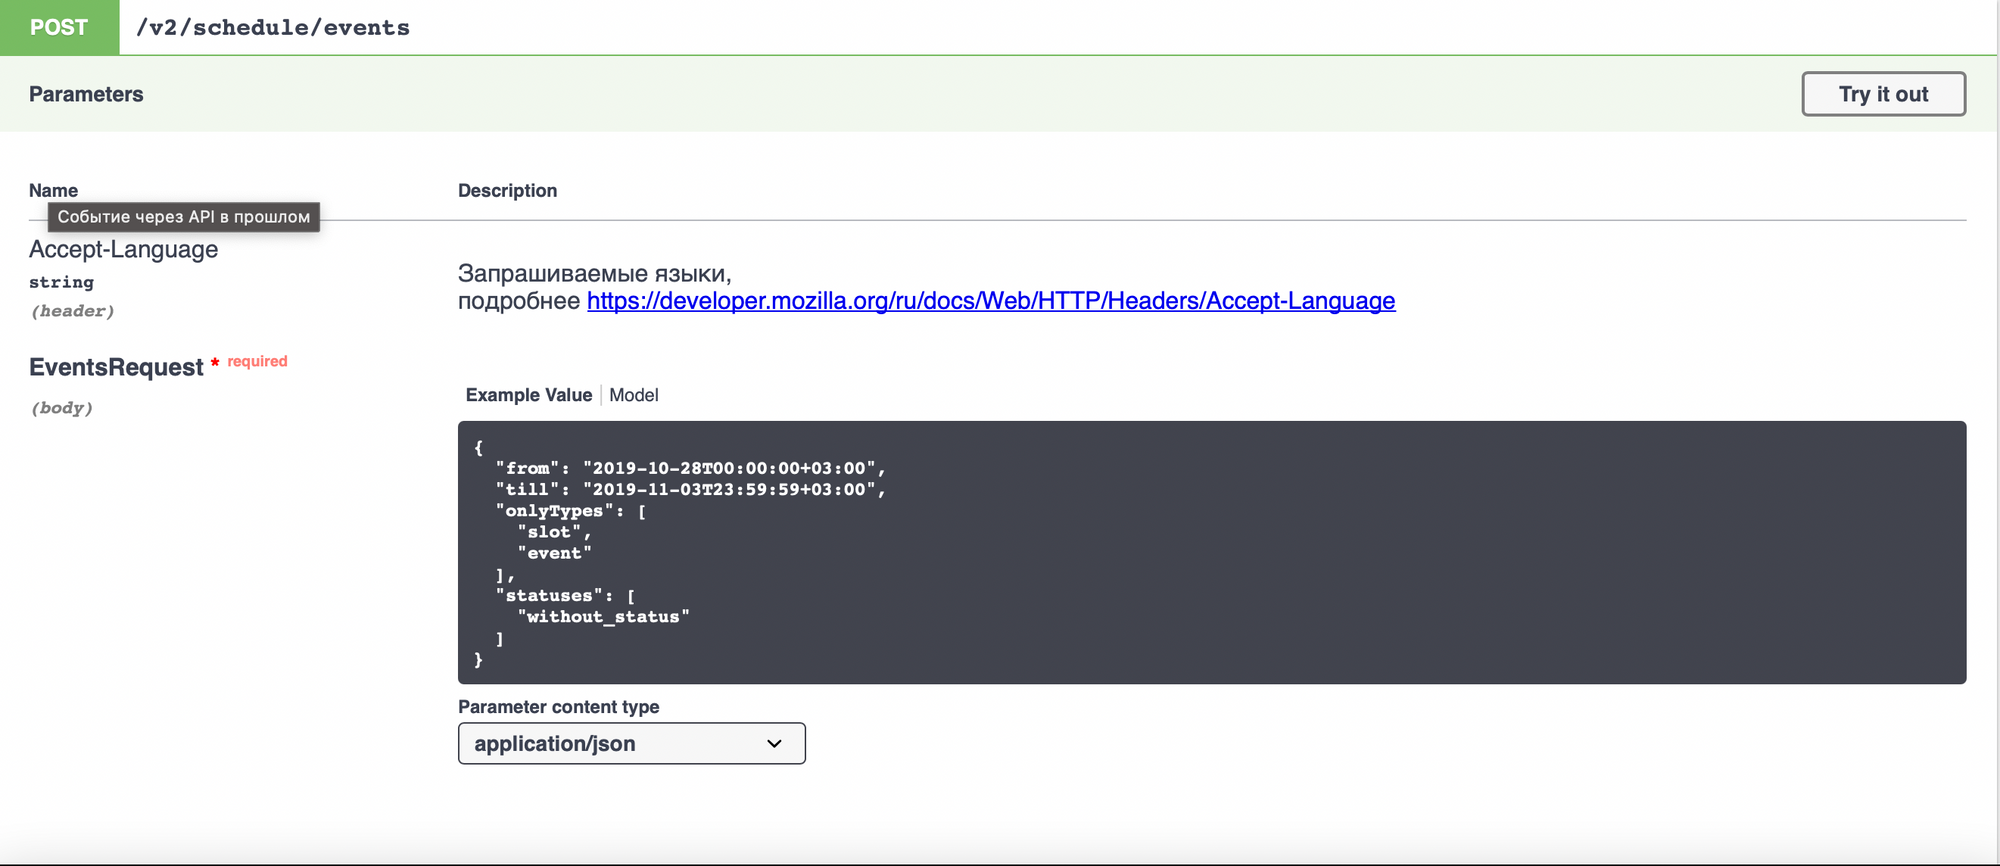 POST /v2/schedule/events
Parameters
Try it out
Name
Description
Событие через API в прошлом
Accept-Language
string
(header)
Запрашиваемые языки,
подробнее https://developer.mozilla.org/ru/docs/Web/HTTP/Headers/Accept-Language
EventsRequest * required
(body)
Example Value | Model
{
  "from": "2019-10-28T00:00:00+03:00",
  "till": "2019-11-03T23:59:59+03:00",
  "onlyTypes": [
    "slot",
    "event"
  ],
  "statuses": [
    "without_status"
  ]
}
Parameter content type
application/json